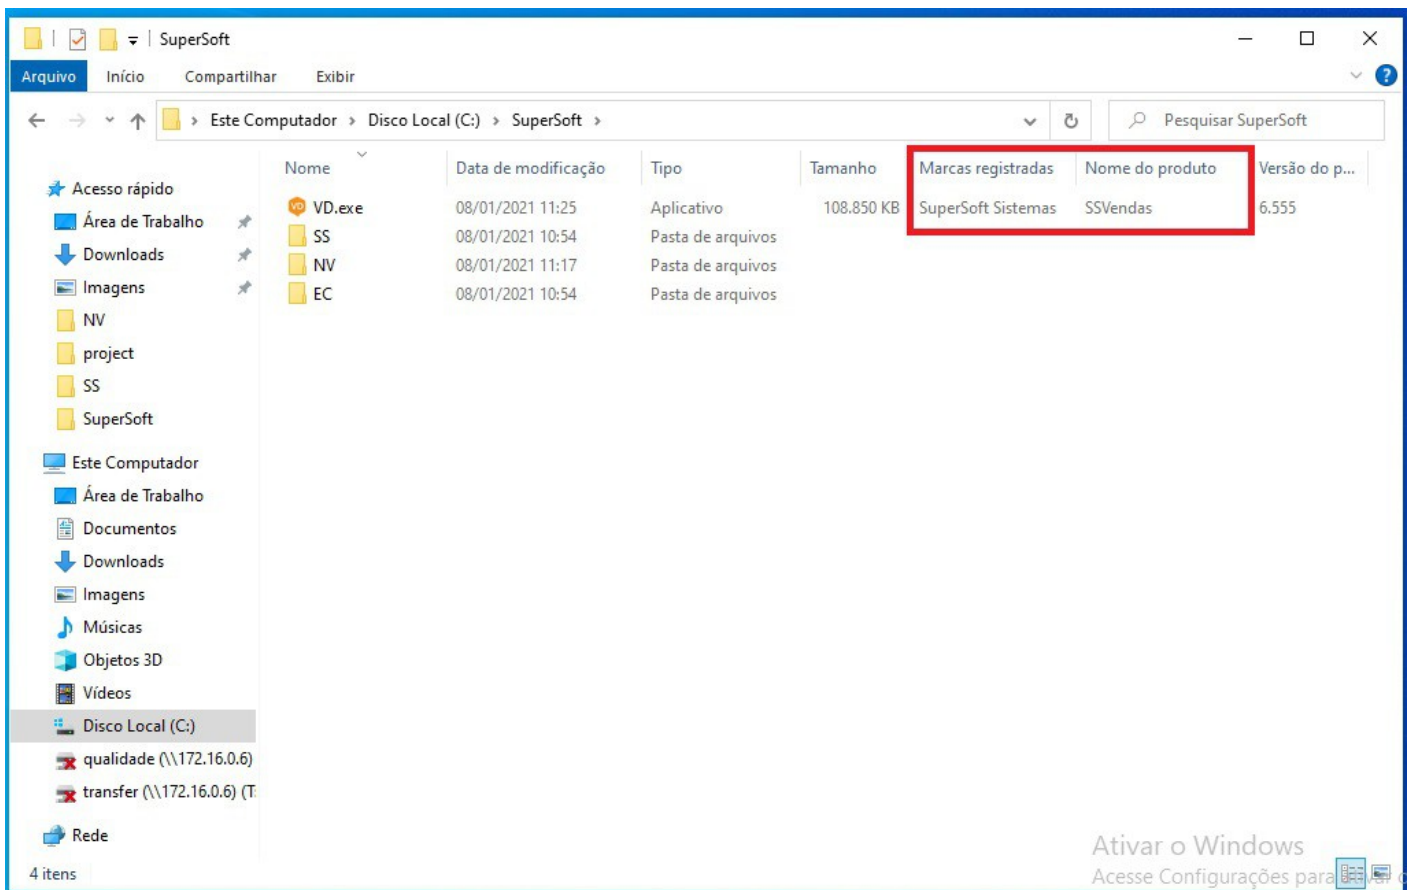 SuperSoft
Arquivo Início Compartilhar Exibir
Este Computador Disco Local (C:) SuperSoft
Pesquisar SuperSoft
Nome Data de modificação Tipo Tamanho Marcas registradas Nome do produto Versão do p...
VD.exe 08/01/2021 11:25 Aplicativo 108.850 KB SuperSoft Sistemas SSVendas 6.555
SS 08/01/2021 10:54 Pasta de arquivos
NV 08/01/2021 11:17 Pasta de arquivos
EC 08/01/2021 10:54 Pasta de arquivos
Acesso rápido
Área de Trabalho
Downloads
Imagens
NV
project
SS
SuperSoft
Este Computador
Área de Trabalho
Documentos
Downloads
Imagens
Músicas
Objetos 3D
Vídeos
Disco Local (C:)
qualidade (\\172.16.0.6)
transfer (\\172.16.0.6) (T:
Rede
4 itens
Ativar o Windows
Acesse Configurações para ativar o